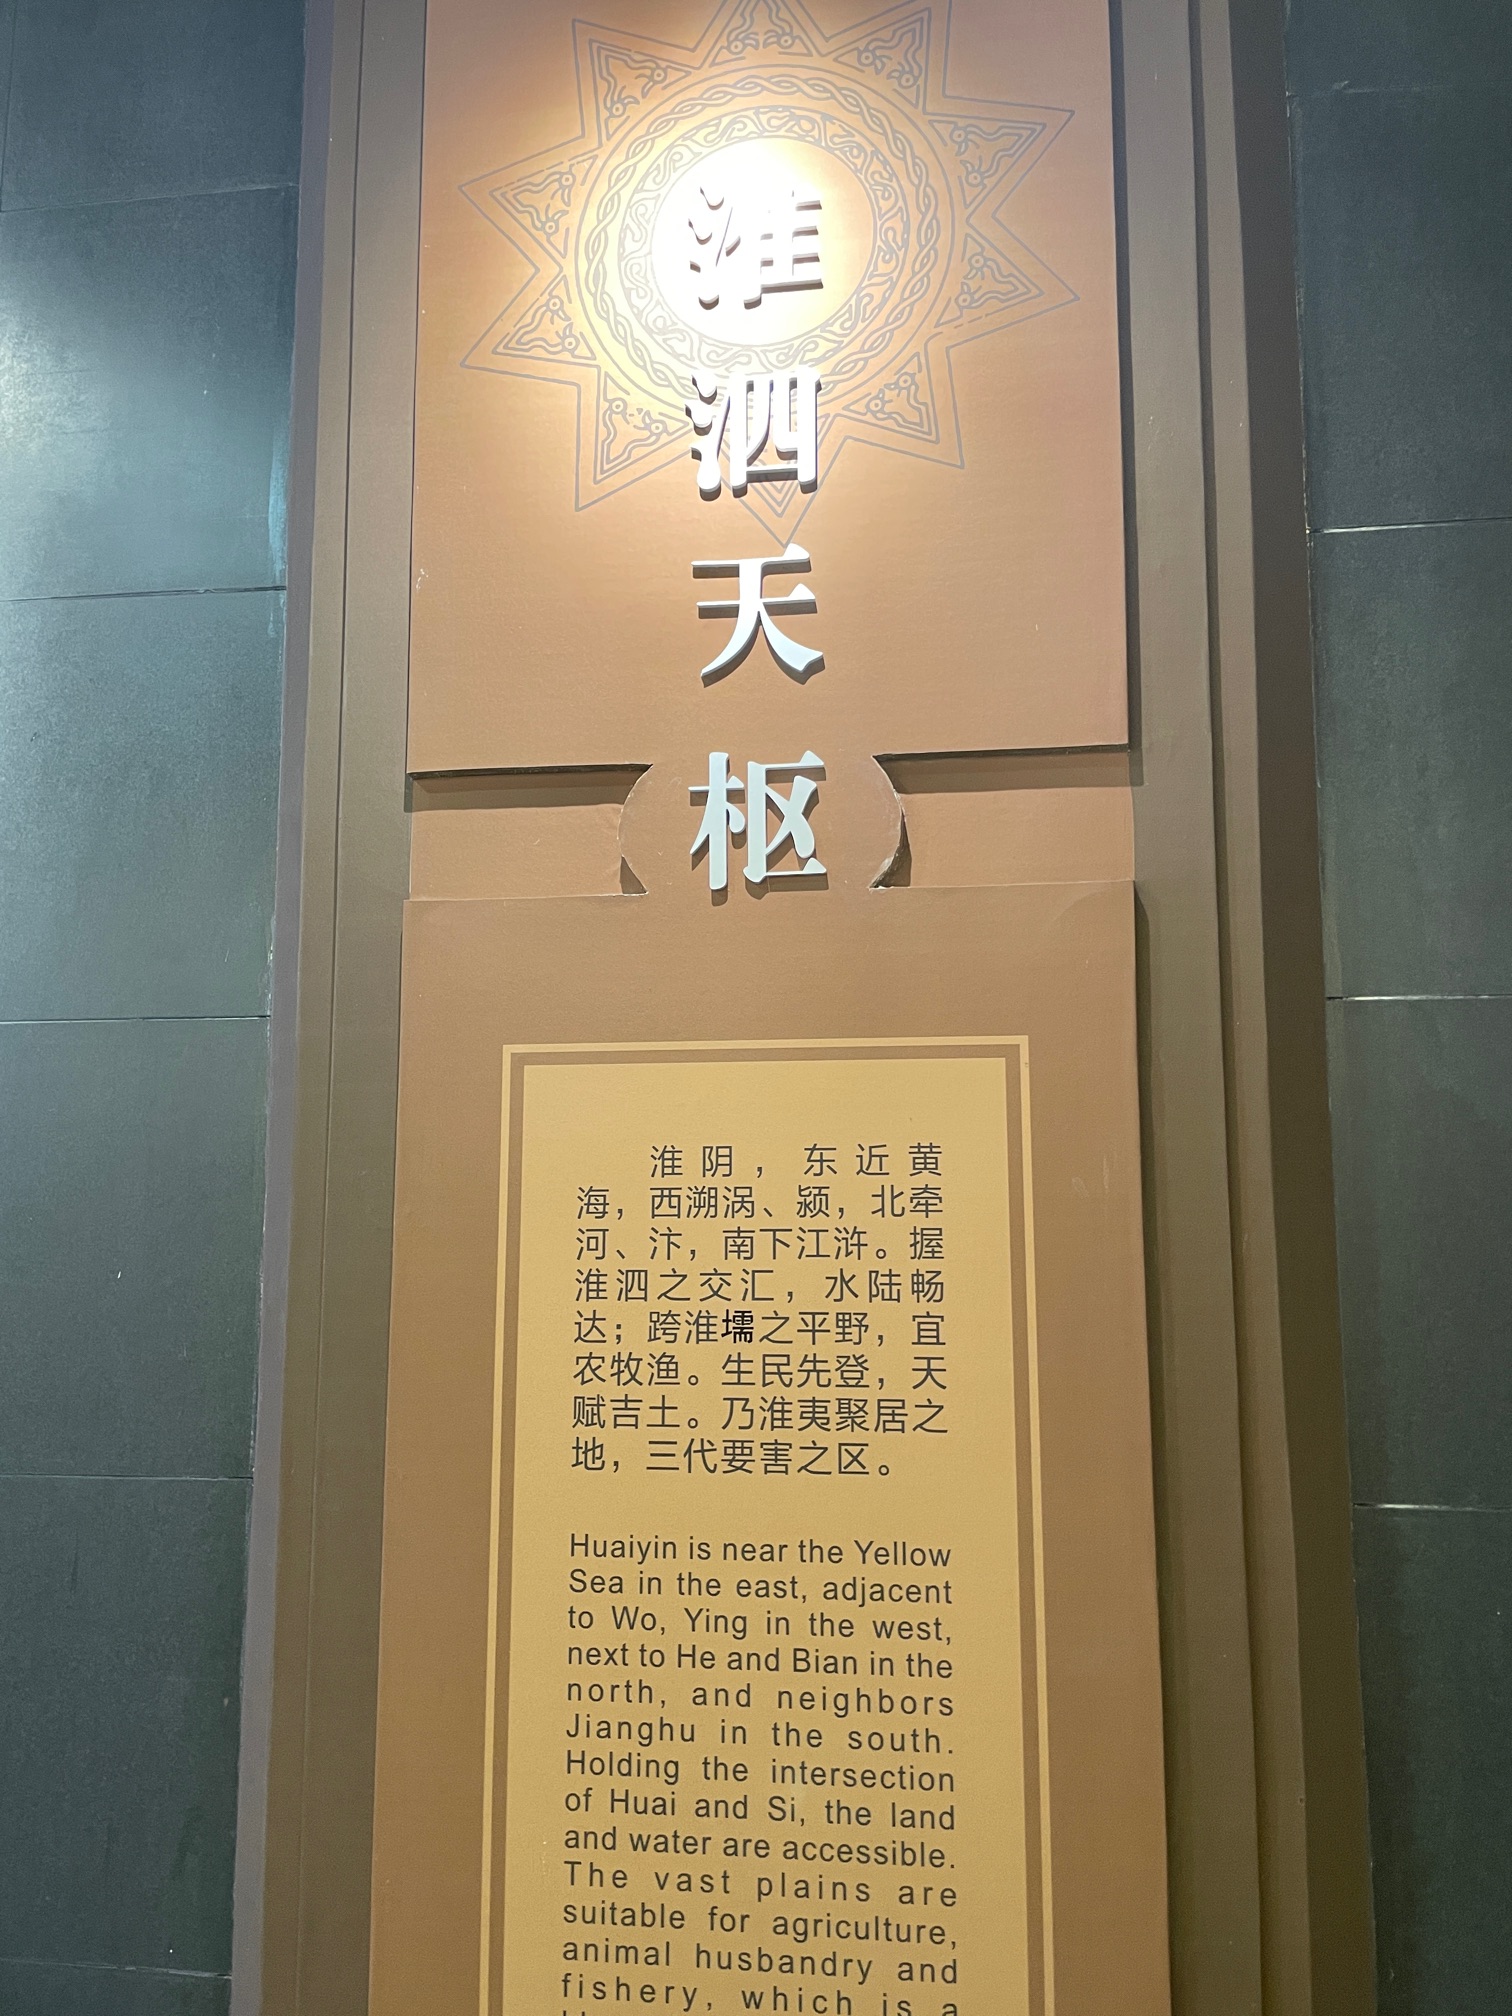 淮泗天枢
淮阴，东近黄
海，西溯涡、颍，北牵
河、汴，南下江浒。握
淮泗之交汇，水陆畅
达；跨淮壖之平野，宜
农牧渔。生民先登，天
赋吉土。乃淮夷聚居之
地，三代要害之区。
Huaiyin is near the Yellow
Sea in the east, adjacent
to Wo, Ying in the west,
next to He and Bian in the
north, and neighbors
Jianghu in the south.
Holding the intersection
of Huai and Si, the land
and water are accessible.
The vast plains are
suitable for agriculture,
animal husbandry and
fishery, which is a